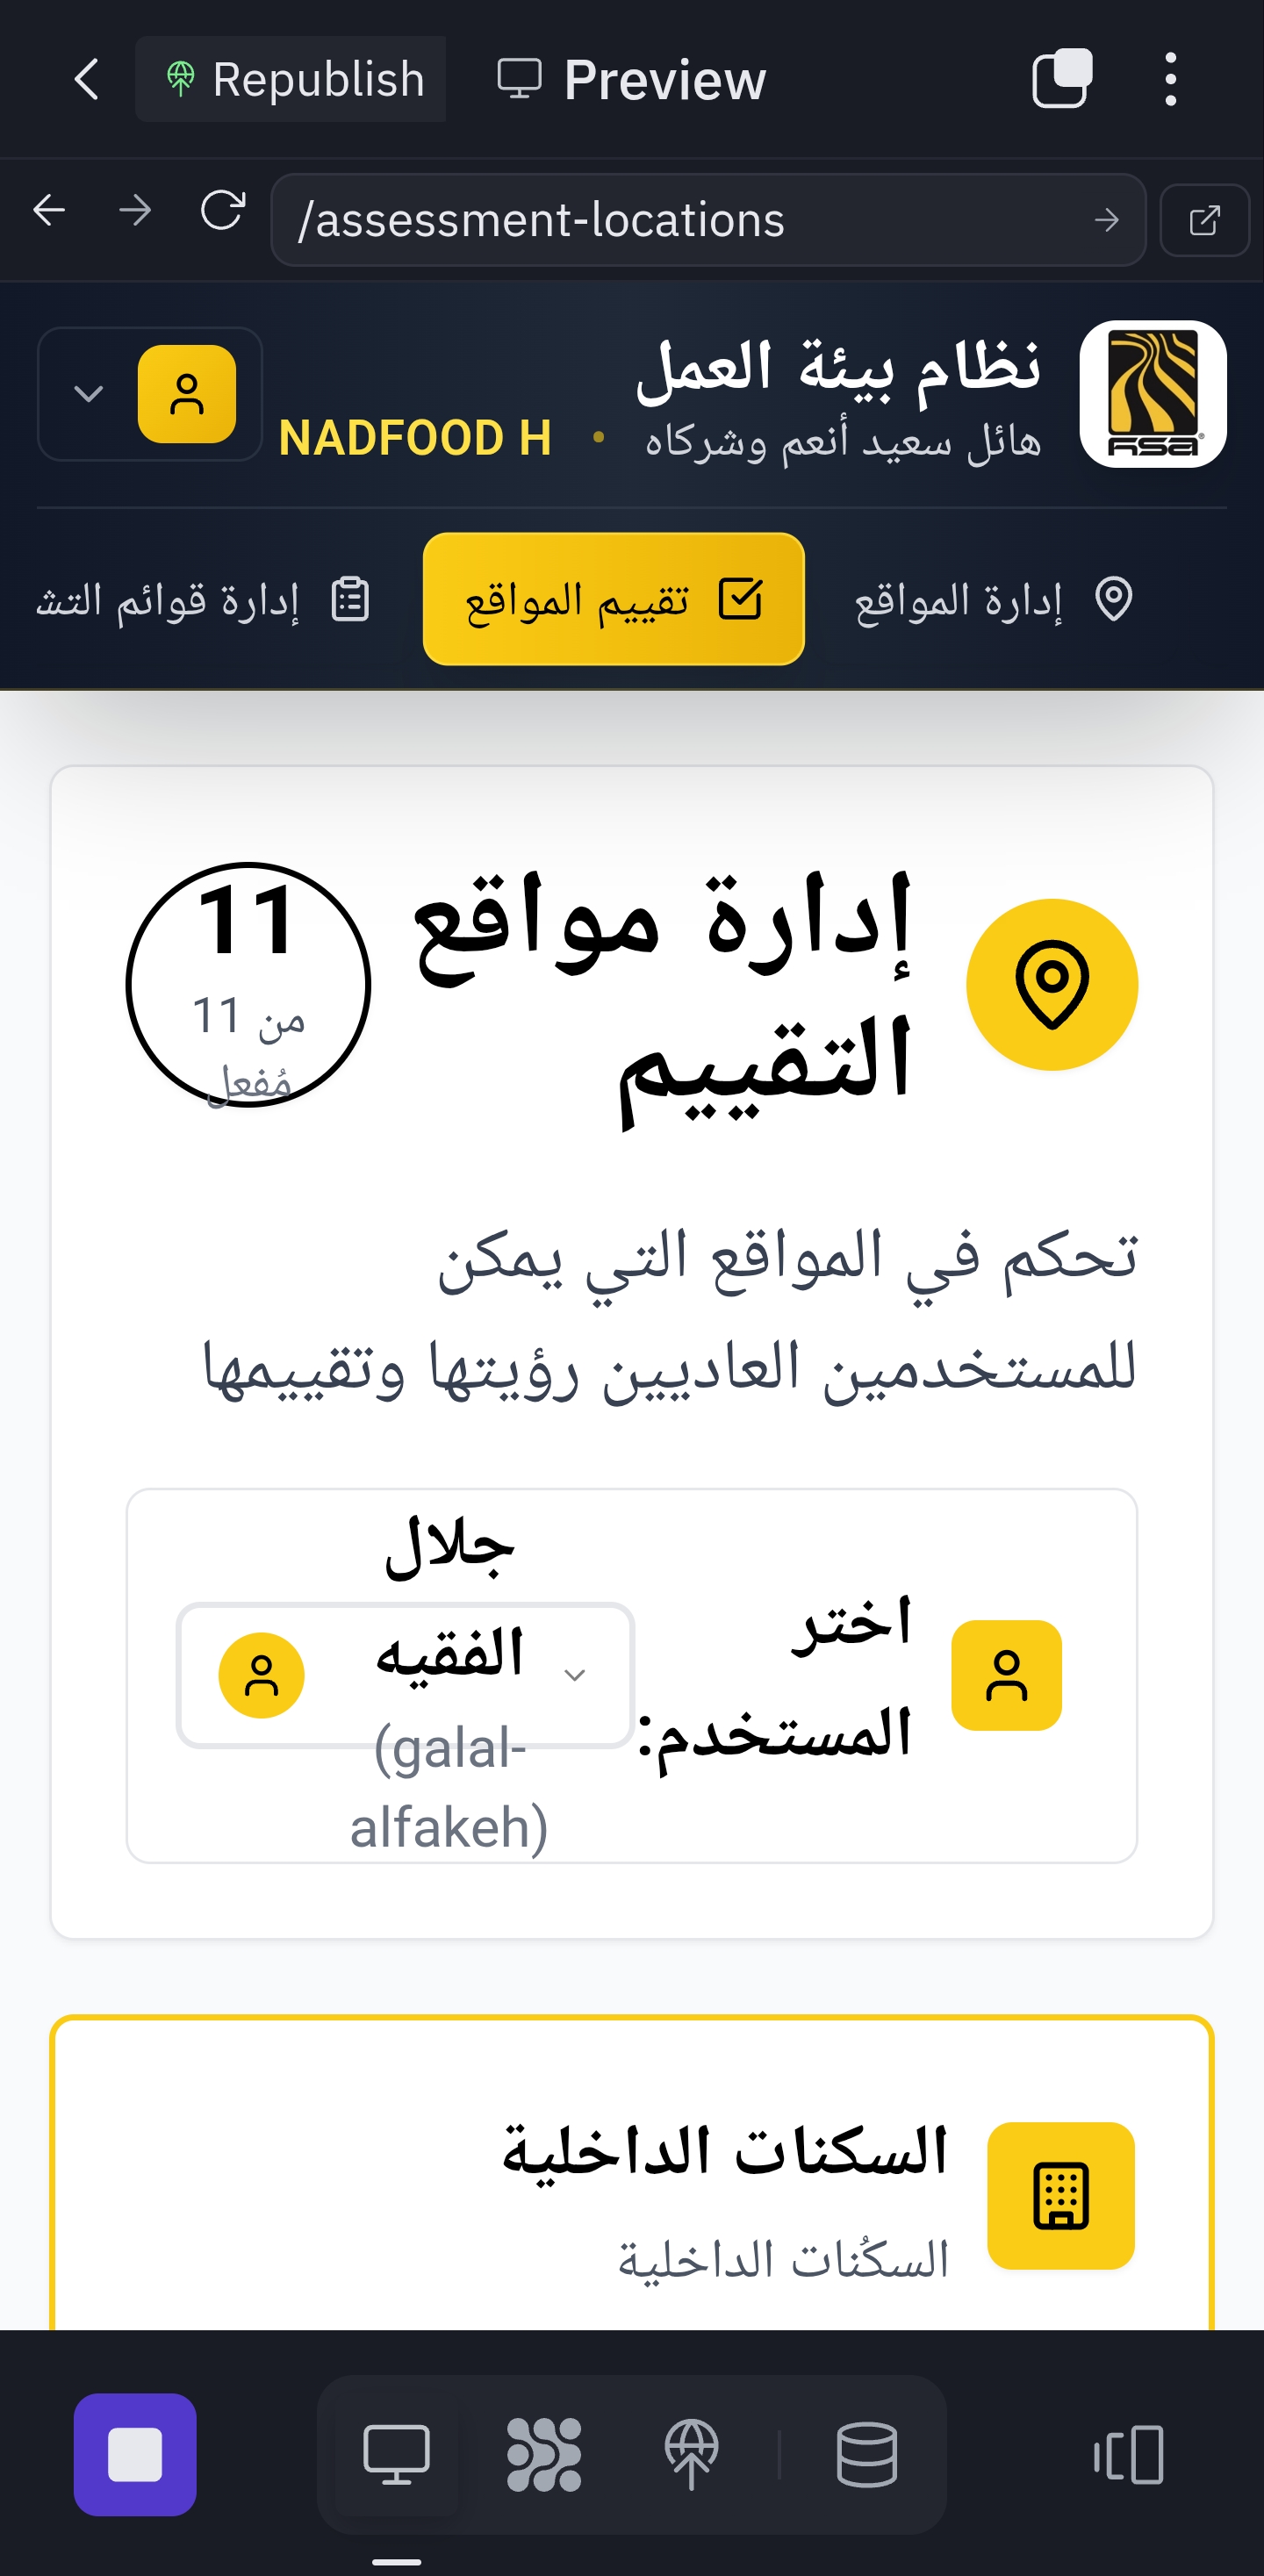 Republish
Preview
/assessment-locations
نظام بيئة العمل
هائل سعيد أنعم وشركاه • NADFOOD H
HSA
إدارة المواقع
تقييم المواقع
إدارة قوائم التش
إدارة مواقع
التقييم
11
من 11
مُفعل
تحكم في المواقع التي يمكن
للمستخدمين العاديين رؤيتها وتقييمها
اختر
المستخدم:
جلال
الفقيه
(galal-
alfakeh)
السكنات الداخلية
السكُنات الداخلية